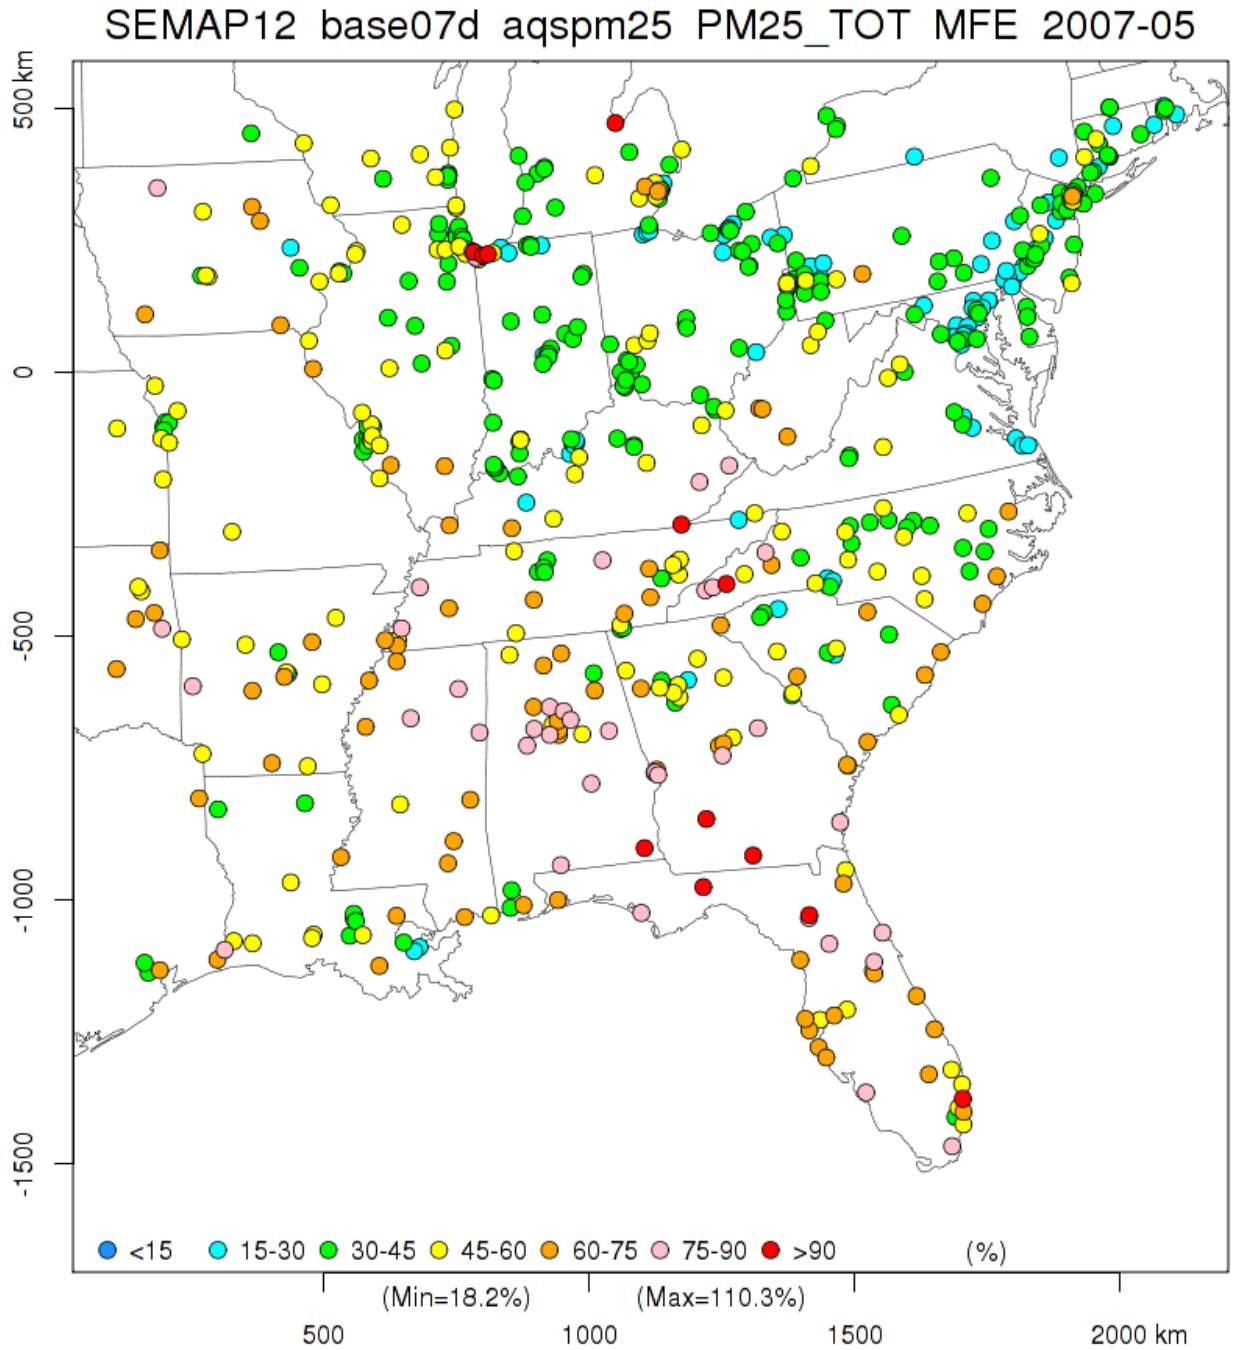 SEMAP12 base07d aqspm25 PM25_TOT MFE 2007-05
500 km
0
-500
-1000
-1500
<15 15-30 30-45 45-60 60-75 75-90 >90 (%)
(Min=18.2%) (Max=110.3%)
500 1000 1500 2000 km